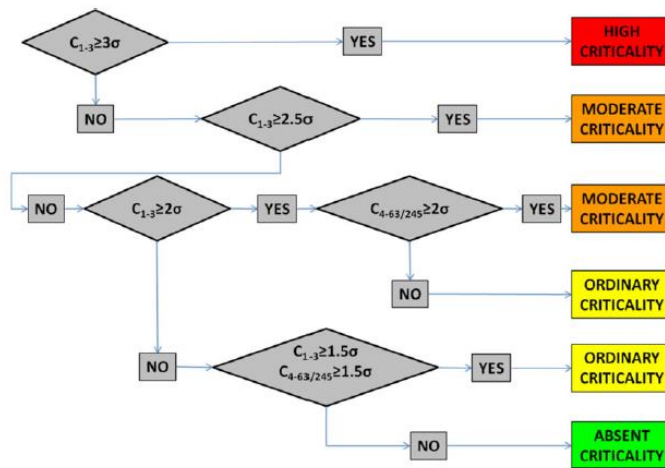 C1-3≥3σ
YES
HIGH
CRITICALITY
NO
C1-3≥2.5σ
YES
MODERATE
CRITICALITY
NO
C1-3≥2σ
YES
C4-63/245≥2σ
YES
MODERATE
CRITICALITY
NO
ORDINARY
CRITICALITY
NO
C1-3≥1.5σ
C4-63/245≥1.5σ
YES
ORDINARY
CRITICALITY
NO
ABSENT
CRITICALITY